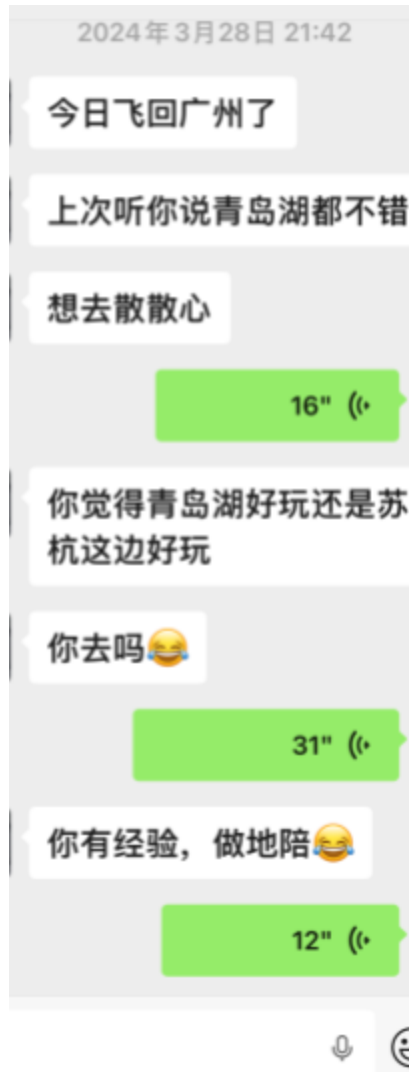 2024年3月28日 21:42
今日飞回广州了
上次听你说青岛湖都不错
想去散散心
16"
你觉得青岛湖好玩还是苏
杭这边好玩
你去吗😂
31"
你有经验，做地陪😂
12"